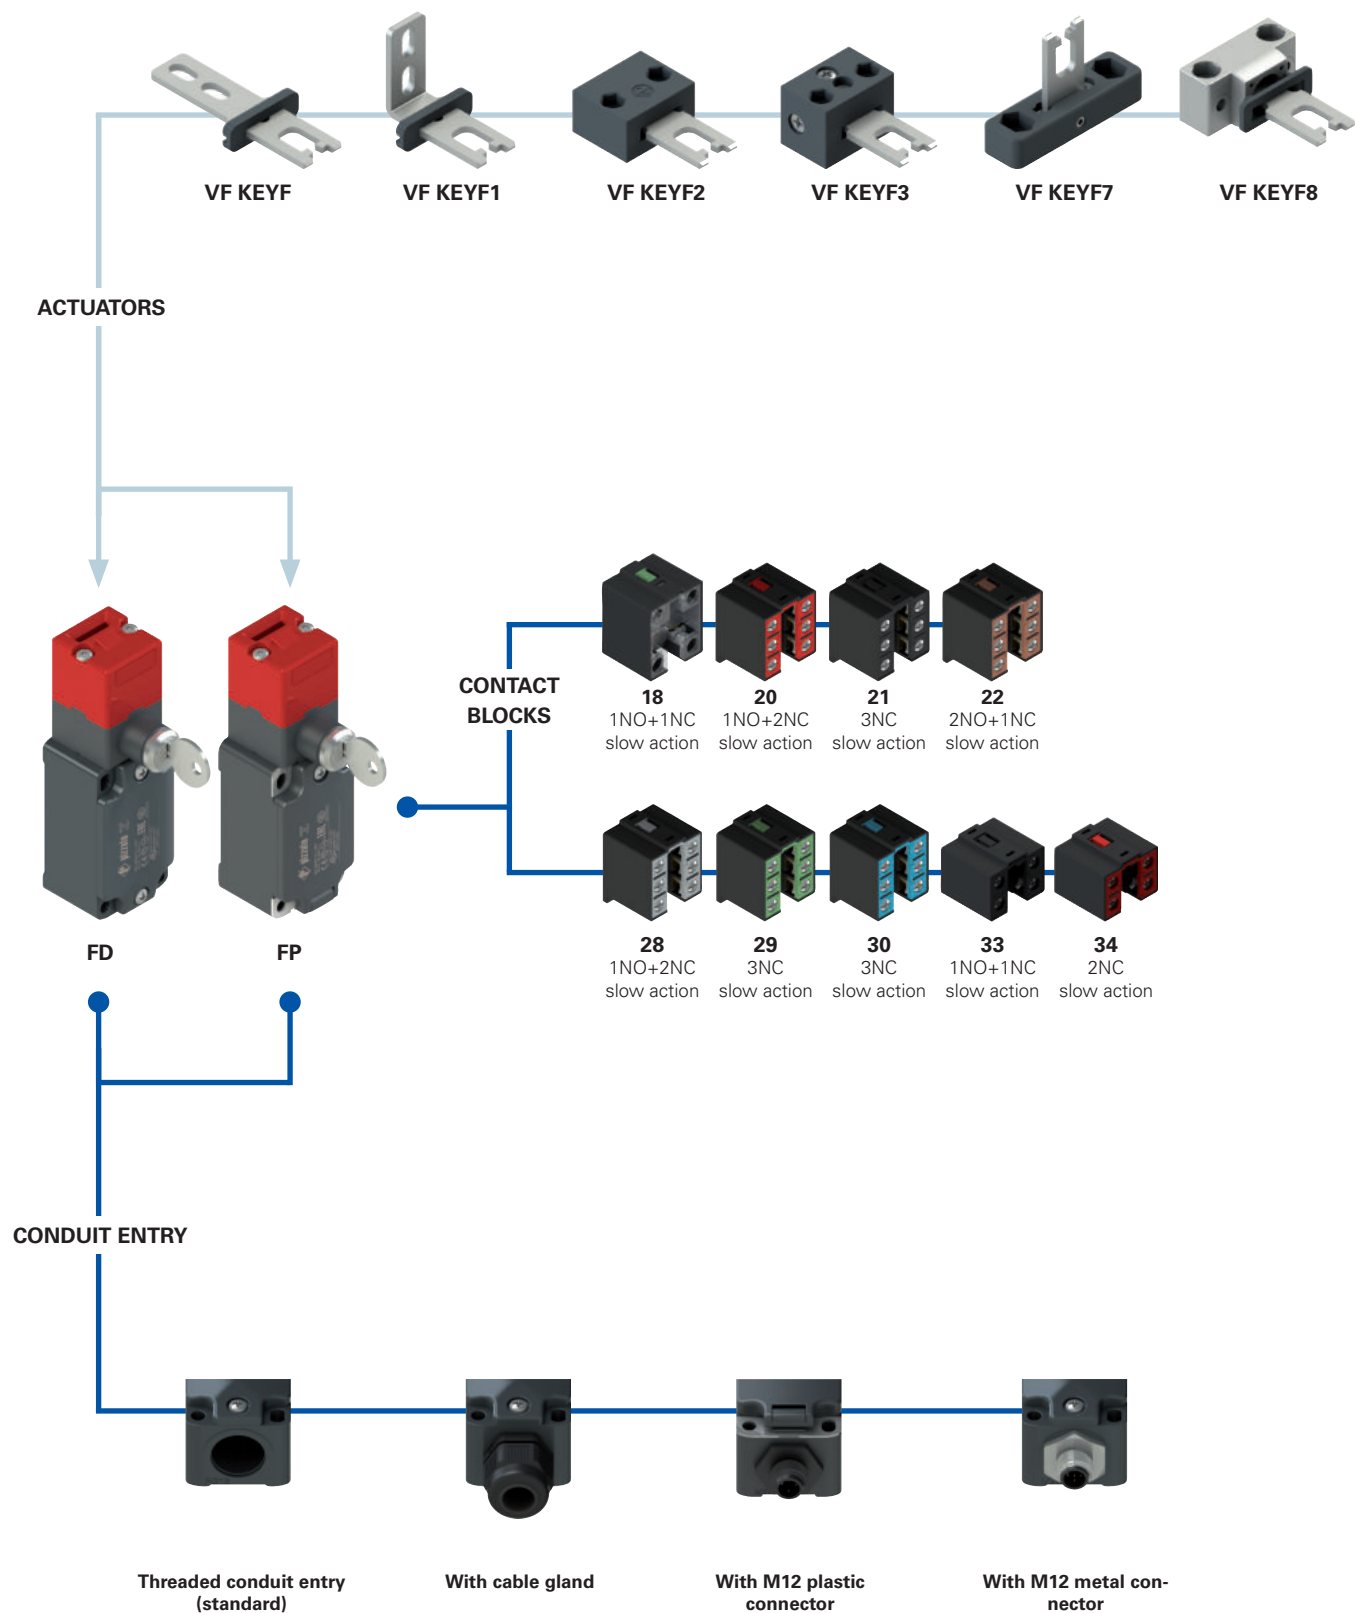 VF KEYF
VF KEYF1
VF KEYF2
VF KEYF3
VF KEYF7
VF KEYF8
ACTUATORS
CONTACT
BLOCKS
18
1NO+1NC
slow action
20
1NO+2NC
slow action
21
3NC
slow action
22
2NO+1NC
slow action
28
1NO+2NC
slow action
29
3NC
slow action
30
3NC
slow action
33
1NO+1NC
slow action
34
2NC
slow action
pizzato
pizzato
FD
FP
CONDUIT ENTRY
Threaded conduit entry
(standard)
With cable gland
With M12 plastic
connector
With M12 metal con-
nector